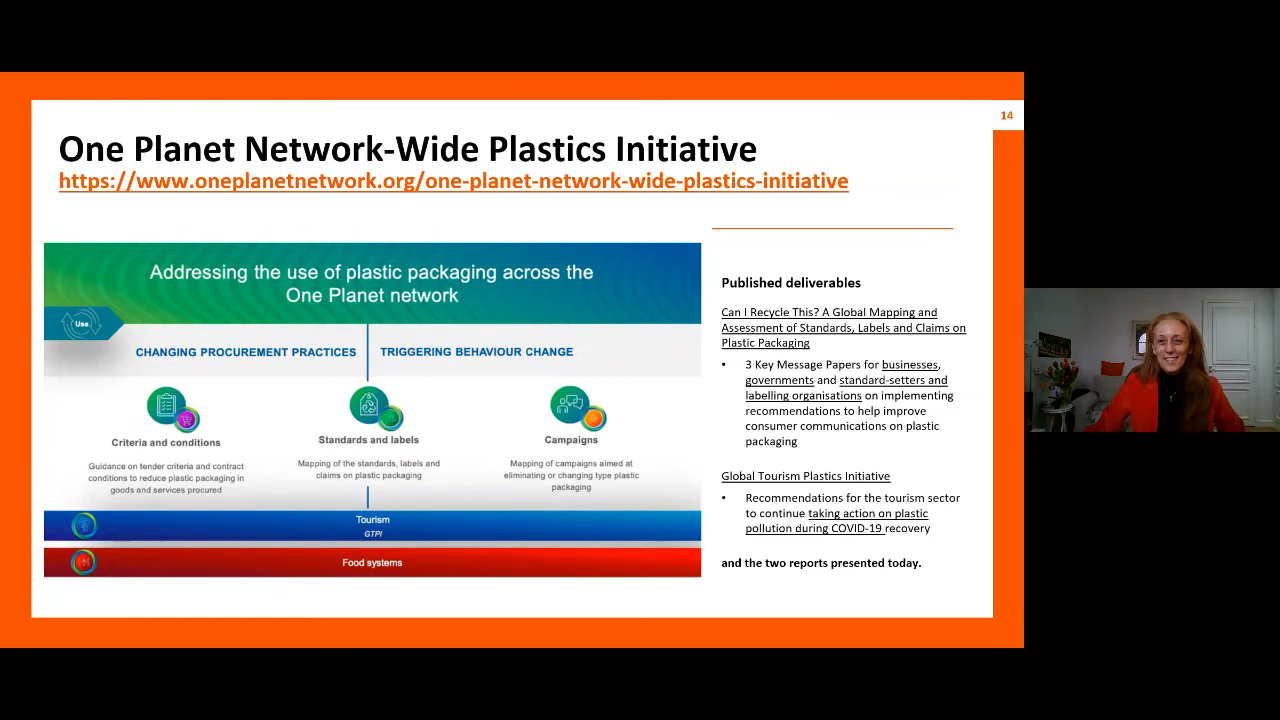 14
One Planet Network-Wide Plastics Initiative
https://www.oneplanetnetwork.org/one-planet-network-wide-plastics-initiative
Addressing the use of plastic packaging across the
One Planet network
Use
CHANGING PROCUREMENT PRACTICES
TRIGGERING BEHAVIOUR CHANGE
Criteria and conditions
Guidance on tender criteria and contract
conditions to reduce plastic packaging in
goods and services procured
Standards and labels
Mapping of the standards, labels and
claims on plastic packaging
Campaigns
Mapping of campaigns aimed at
eliminating or changing type plastic
packaging
Tourism
GTPI
Food systems
Published deliverables
Can I Recycle This? A Global Mapping and
Assessment of Standards, Labels and Claims on
Plastic Packaging
• 3 Key Message Papers for businesses,
governments and standard-setters and
labelling organisations on implementing
recommendations to help improve
consumer communications on plastic
packaging
Global Tourism Plastics Initiative
• Recommendations for the tourism sector
to continue taking action on plastic
pollution during COVID-19 recovery
and the two reports presented today.